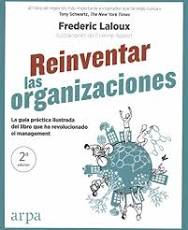 Tony Schwartz, The New York Times
Frederic Laloux
Reinventar
las
organizaciones
La guía práctica ilustrada
del libro que ha revolucionado
el management
2ª
edición
arpa